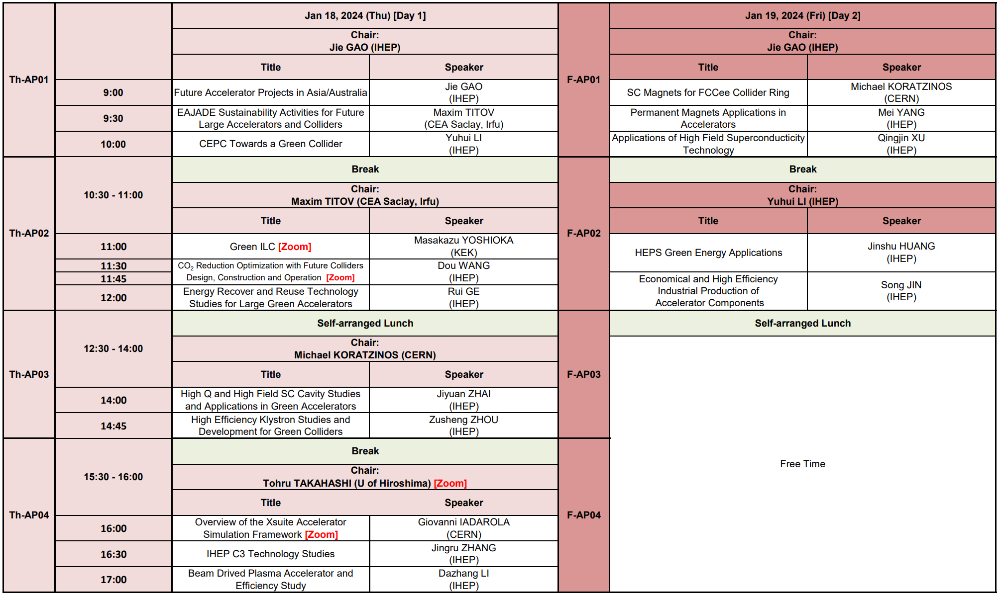 Th-AP01
Jan 18, 2024 (Thu) [Day 1]
Chair:
Jie GAO (IHEP)
Title
Speaker
9:00
Future Accelerator Projects in Asia/Australia
Jie GAO
(IHEP)
9:30
EAJADE Sustainability Activities for Future
Large Accelerators and Colliders
Maxim TITOV
(CEA Saclay, Irfu)
10:00
CEPC Towards a Green Collider
Yuhui LI
(IHEP)
F-AP01
Jan 19, 2024 (Fri) [Day 2]
Chair:
Jie GAO (IHEP)
Title
Speaker
SC Magnets for FCCee Collider Ring
Michael KORATZINOS
(CERN)
Permanent Magnets Applications in
Accelerators
Mei YANG
(IHEP)
Applications of High Field Superconducticity
Technology
Qingjin XU
(IHEP)
Th-AP02
10:30 - 11:00
Break
Chair:
Maxim TITOV (CEA Saclay, Irfu)
Title
Speaker
11:00
Green ILC [Zoom]
Masakazu YOSHIOKA
(KEK)
11:30
11:45
CO2 Reduction Optimization with Future Colliders
Design, Construction and Operation [Zoom]
Dou WANG
(IHEP)
12:00
Energy Recover and Reuse Technology
Studies for Large Green Accelerators
Rui GE
(IHEP)
F-AP02
Break
Chair:
Yuhui LI (IHEP)
Title
Speaker
HEPS Green Energy Applications
Jinshu HUANG
(IHEP)
Economical and High Efficiency
Industrial Production of
Accelerator Components
Song JIN
(IHEP)
Th-AP03
12:30 - 14:00
Self-arranged Lunch
Chair:
Michael KORATZINOS (CERN)
Title
Speaker
14:00
High Q and High Field SC Cavity Studies
and Applications in Green Accelerators
Jiyuan ZHAI
(IHEP)
14:45
High Efficiency Klystron Studies and
Development for Green Colliders
Zusheng ZHOU
(IHEP)
F-AP03
Self-arranged Lunch
Free Time
Th-AP04
15:30 - 16:00
Break
Chair:
Tohru TAKAHASHI (U of Hiroshima) [Zoom]
Title
Speaker
16:00
Overview of the Xsuite Accelerator
Simulation Framework [Zoom]
Giovanni IADAROLA
(CERN)
16:30
IHEP C3 Technology Studies
Jingru ZHANG
(IHEP)
17:00
Beam Drived Plasma Accelerator and
Efficiency Study
Dazhang LI
(IHEP)
F-AP04